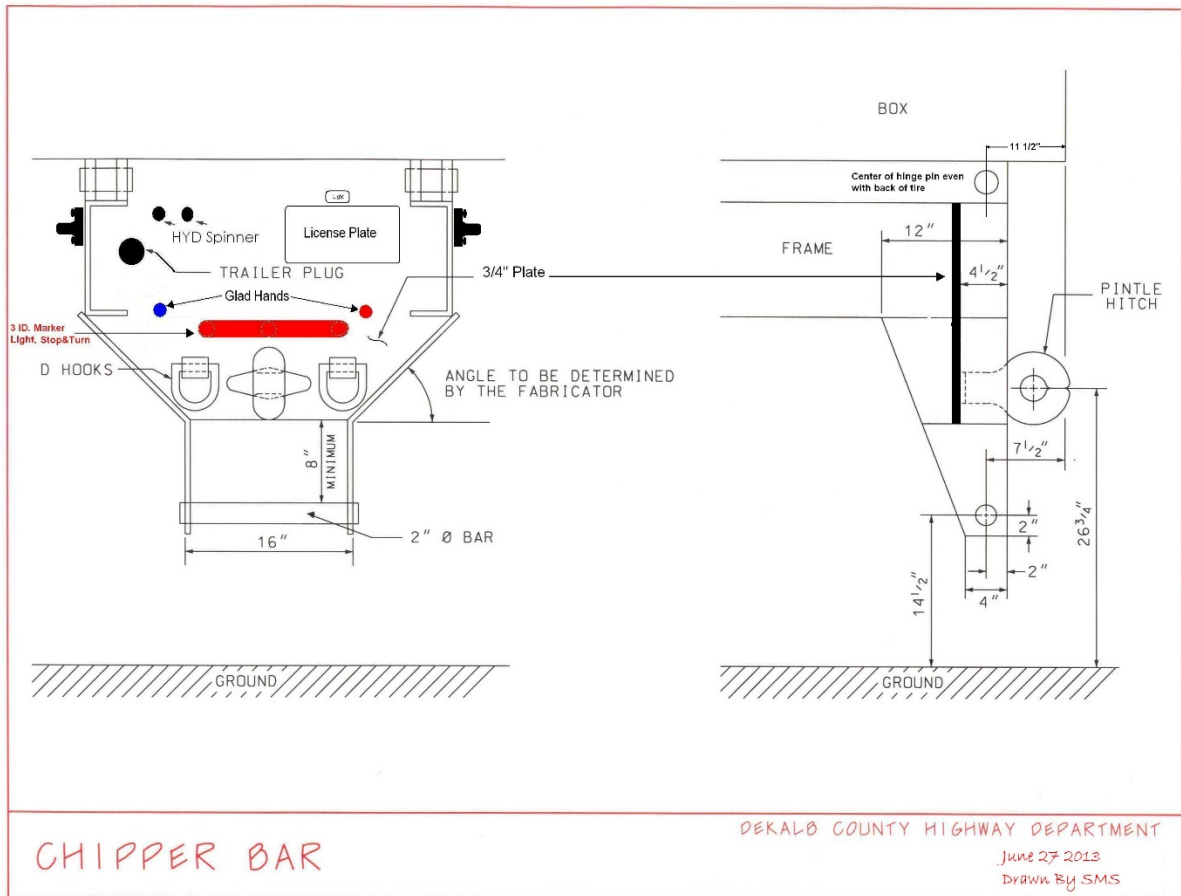 BOX
11 1/2"
Center of hinge pin even
with back of tire
Light
HYD Spinner
License Plate
TRAILER PLUG
3/4" Plate
Glad Hands
3 ID. Marker
Light, Stop&Turn
D HOOKS
ANGLE TO BE DETERMINED
BY THE FABRICATOR
8"
MINIMUM
2" Ø BAR
16"
GROUND
12"
FRAME
4 1/2"
PINTLE
HITCH
7 1/2"
26 3/4"
2"
2"
4"
14 1/2"
GROUND
CHIPPER BAR
DEKALB COUNTY HIGHWAY DEPARTMENT
June 27 2013
Drawn By SMS